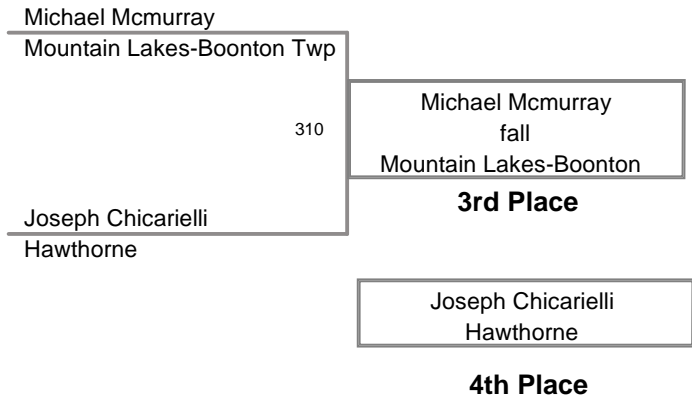 Michael Mcmurray
Mountain Lakes-Boonton Twp
310
Michael Mcmurray
fall
Mountain Lakes-Boonton
3rd Place
Joseph Chicarielli
Hawthorne
Joseph Chicarielli
Hawthorne
4th Place